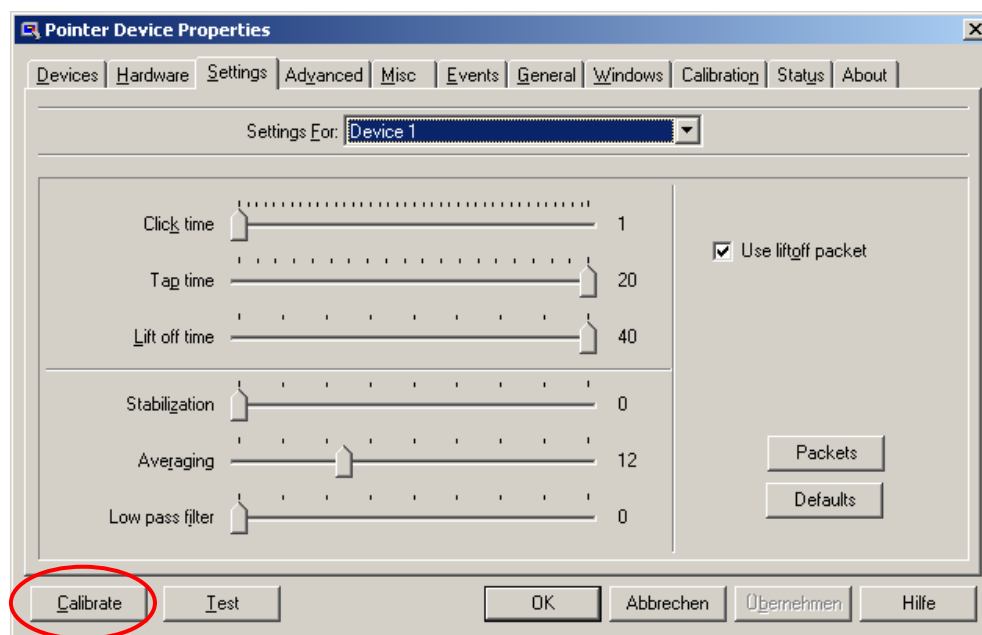 Pointer Device Properties
Devices Hardware Settings Advanced Misc Events General Windows Calibration Status About
Settings For: Device 1
Click time 1
Use liftoff packet
Tap time 20
Lift off time 40
Stabilization 0
Averaging 12
Packets
Defaults
Low pass filter 0
Calibrate Test OK Abbrechen Übernehmen Hilfe